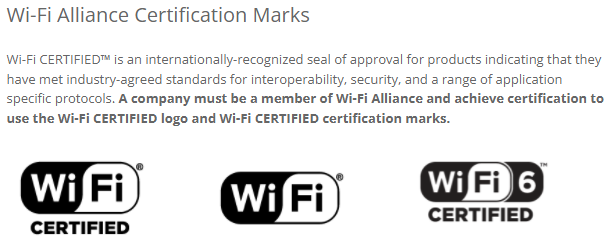 Wi-Fi Alliance Certification Marks
Wi-Fi CERTIFIED™ is an internationally-recognized seal of approval for products indicating that they
have met industry-agreed standards for interoperability, security, and a range of application
specific protocols. A company must be a member of Wi-Fi Alliance and achieve certification to
use the Wi-Fi CERTIFIED logo and Wi-Fi CERTIFIED certification marks.
Wi Fi® Wi Fi® Wi Fi 6™
CERTIFIED CERTIFIED